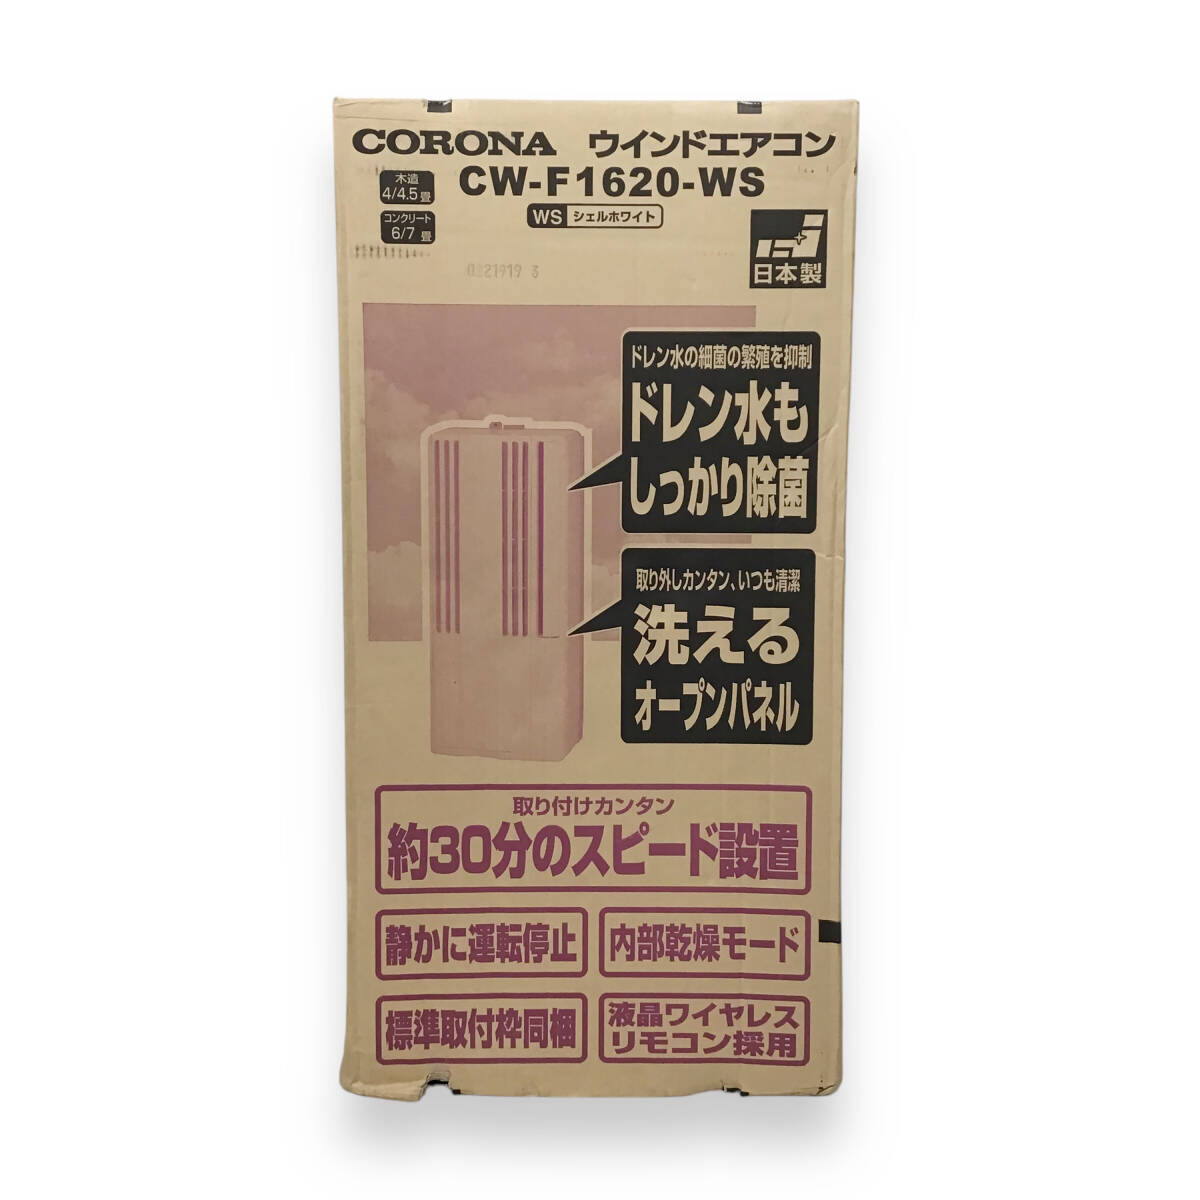 CORONA ウインドエアコン
CW-F1620-WS
木造
4/4.5畳
コンクリート
6/7畳
WS シェルホワイト
日本製
ドレン水の細菌の繁殖を抑制
ドレン水も
しっかり除菌
取り外しカンタン、いつも清潔
洗える
オープンパネル
取り付けカンタン
約30分のスピード設置
静かに運転停止
内部乾燥モード
標準取付枠同梱
液晶ワイヤレス
リモコン採用